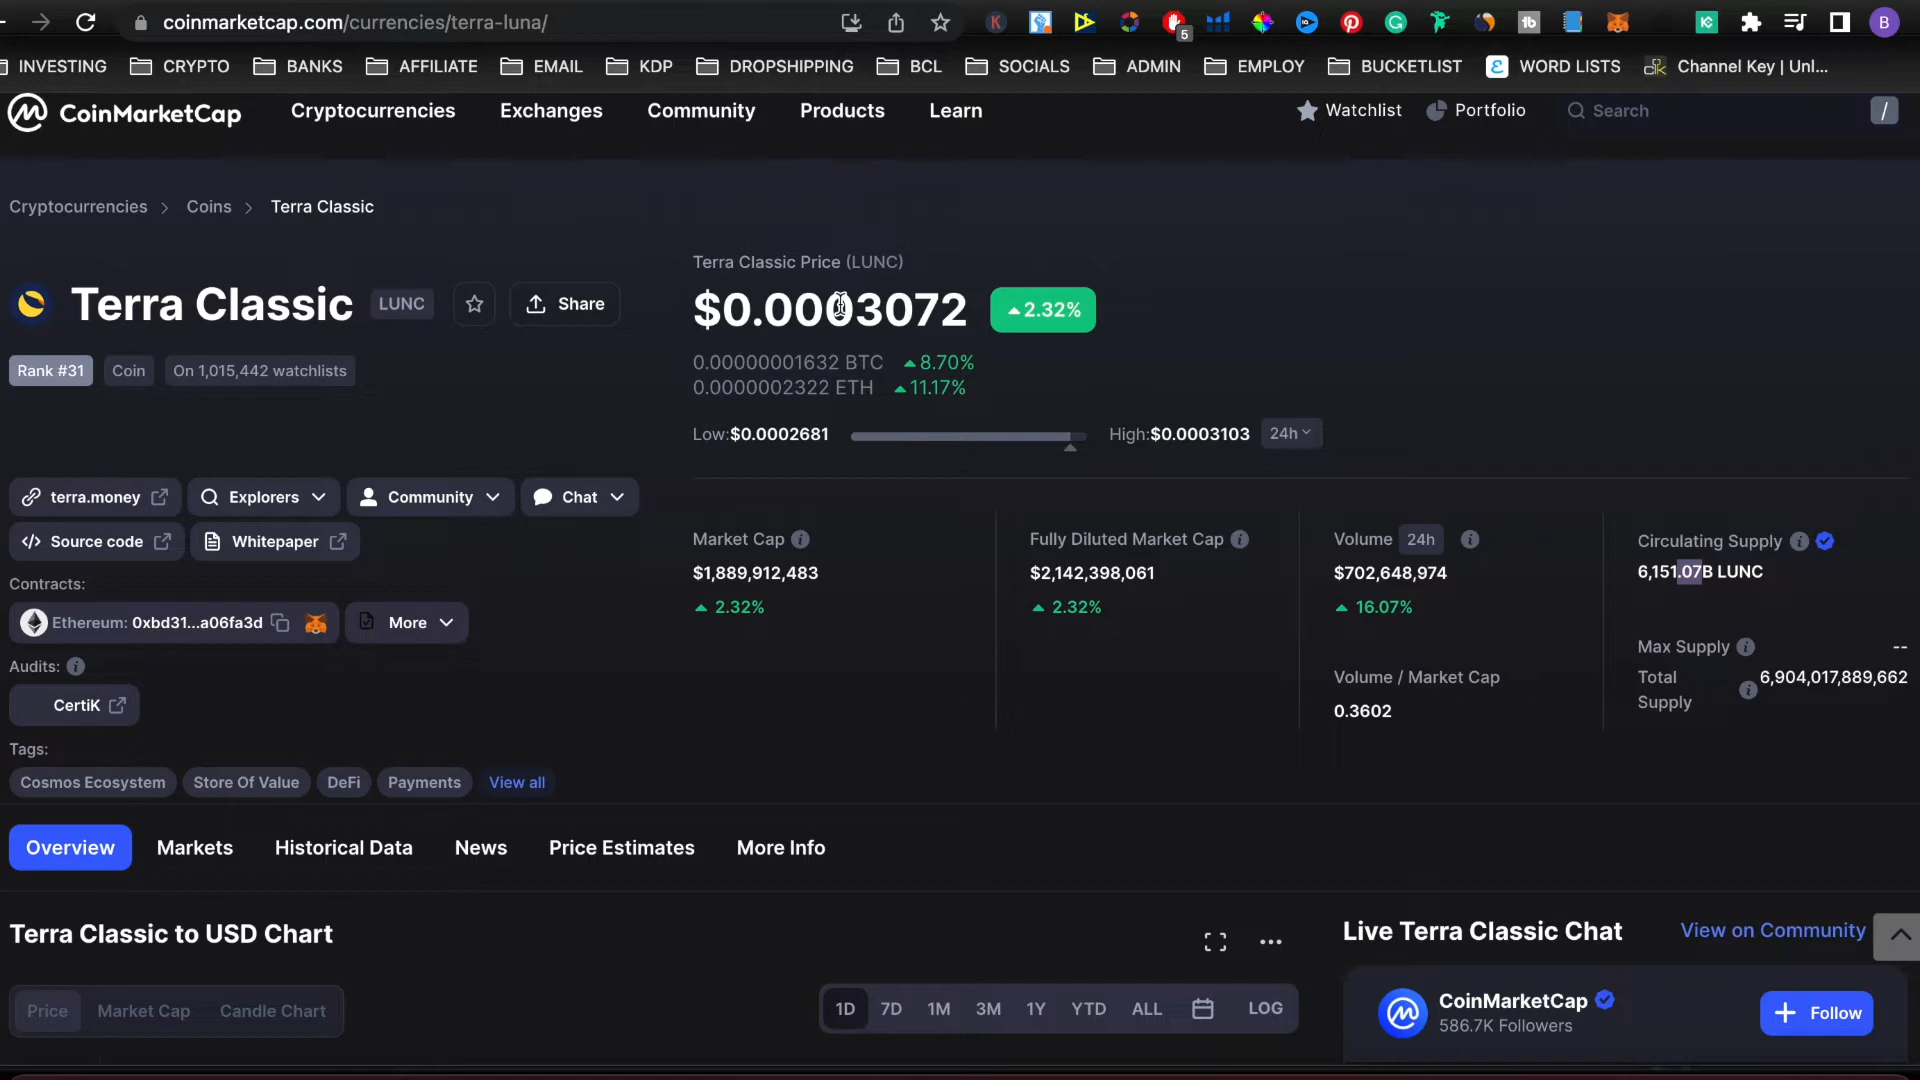 coinmarketcap.com/currencies/terra-luna/
5
B
INVESTING CRYPTO BANKS AFFILIATE EMAIL KDP DROPSHIPPING BCL SOCIALS ADMIN EMPLOY BUCKETLIST WORD LISTS Channel Key | Unl...
CoinMarketCap Cryptocurrencies Exchanges Community Products Learn Watchlist Portfolio Search /
Cryptocurrencies > Coins > Terra Classic
Terra Classic Price (LUNC)
Terra Classic LUNC Share
$0.0003072 2.32%
Rank #31 Coin On 1,015,442 watchlists
0.00000001632 BTC 8.70%
0.0000002322 ETH 11.17%
Low:$0.0002681 High:$0.0003103 24h
terra.money Explorers Community Chat
Source code Whitepaper
Contracts:
Ethereum: 0xbd31...a06fa3d More
Audits:
CertiK
Tags:
Cosmos Ecosystem Store Of Value DeFi Payments View all
Market Cap
$1,889,912,483
2.32%
Fully Diluted Market Cap
$2,142,398,061
2.32%
Volume 24h
$702,648,974
16.07%
Volume / Market Cap
0.3602
Circulating Supply
6,151.07B LUNC
Max Supply --
Total Supply 6,904,017,889,662
Overview Markets Historical Data News Price Estimates More Info
Terra Classic to USD Chart
Price Market Cap Candle Chart
1D 7D 1M 3M 1Y YTD ALL LOG
Live Terra Classic Chat View on Community
CoinMarketCap
586.7K Followers
+ Follow